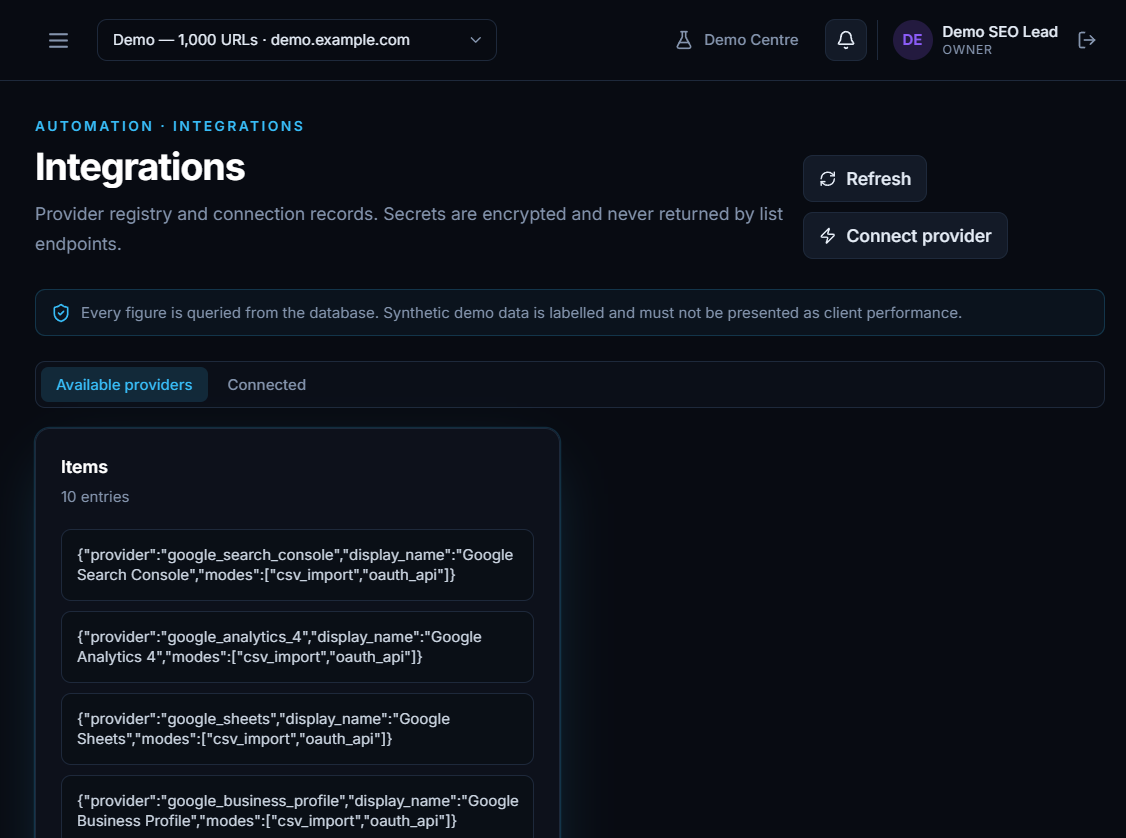 Demo — 1,000 URLs · demo.example.com
Demo Centre
DE
Demo SEO Lead
OWNER
AUTOMATION · INTEGRATIONS
Integrations
Provider registry and connection records. Secrets are encrypted and never returned by list
endpoints.
Refresh
Connect provider
Every figure is queried from the database. Synthetic demo data is labelled and must not be presented as client performance.
Available providers
Connected
Items
10 entries
{"provider":"google_search_console","display_name":"Google
Search Console","modes":["csv_import","oauth_api"]}
{"provider":"google_analytics_4","display_name":"Google
Analytics 4","modes":["csv_import","oauth_api"]}
{"provider":"google_sheets","display_name":"Google
Sheets","modes":["csv_import","oauth_api"]}
{"provider":"google_business_profile","display_name":"Google
Business Profile","modes":["csv_import","oauth_api"]}